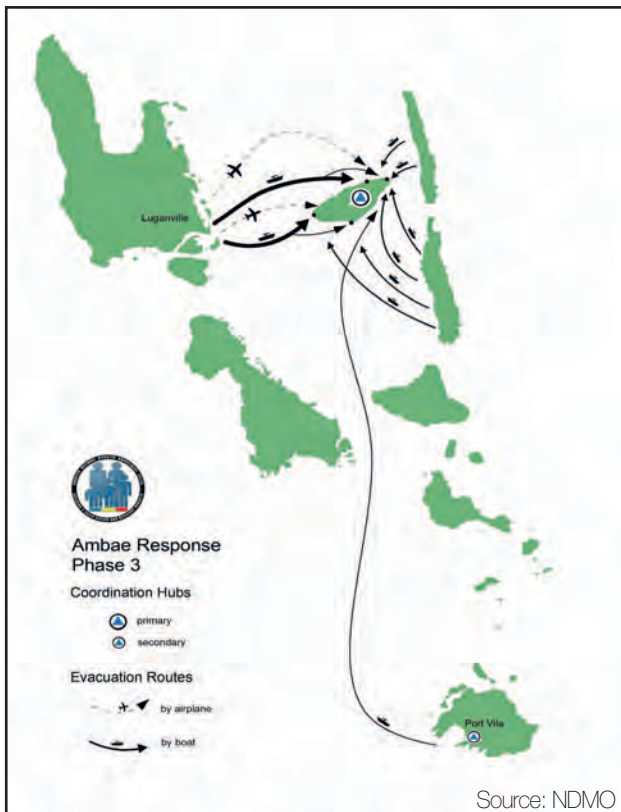 Luganville
Ambae Response
Phase 3
Coordination Hubs
primary
secondary
Evacuation Routes
by airplane
by boat
Port Vila
Source: NDMO